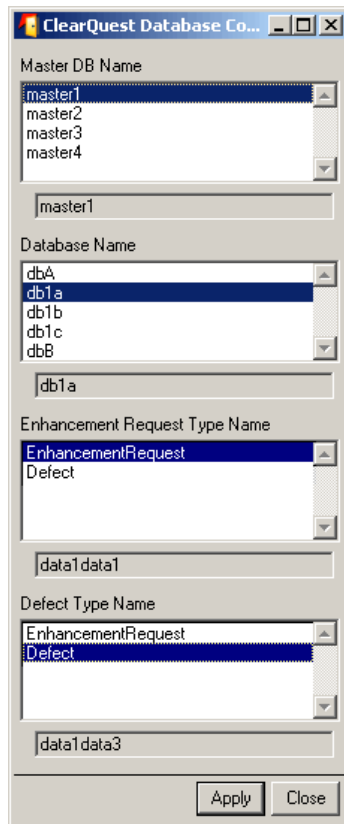 ClearQuest Database Co...
Master DB Name
master1
master2
master3
master4
master1
Database Name
dbA
db1a
db1b
db1c
dbB
db1a
Enhancement Request Type Name
EnhancementRequest
Defect
data1data1
Defect Type Name
EnhancementRequest
Defect
data1data3
Apply Close